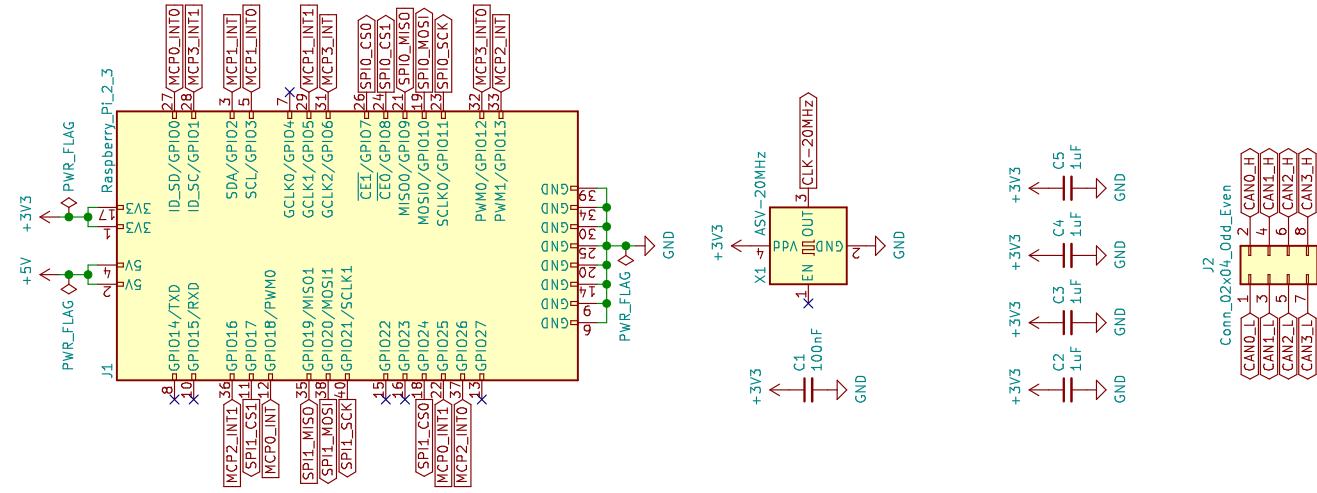 MCP0_INT0
MCP3_INT1
MCP1_INT
MCP1_INT0
MCP1_INT1
MCP3_INT
SPI0_CS0
SPI0_CS1
SPI0_MISO
SPI0_MOSI
SPI0_SCK
MCP3_INT0
MCP2_INT
27
28
3
5
7
29
31
26
24
21
19
23
32
33
Raspberry_Pi_2_3
J1
ID_SD/GPIO0
ID_SC/GPIO1
SDA/GPIO2
SCL/GPIO3
GCLK0/GPIO4
GCLK1/GPIO5
GCLK2/GPIO6
CE1/GPIO7
CE0/GPIO8
MISO0/GPIO9
MOSI0/GPIO10
SCLK0/GPIO11
PWM0/GPIO12
PWM1/GPIO13
PWR_FLAG
+3V3
3V3
17
3V3
1
+5V
PWR_FLAG
5V
4
5V
2
GND
39
GND
34
GND
30
GND
25
GND
20
GND
14
GND
9
GND
6
GND
PWR_FLAG
GPIO14/TXD
GPIO15/RXD
GPIO16
GPIO17
GPIO18/PWM0
GPIO19/MISO1
GPIO20/MOSI1
GPIO21/SCLK1
GPIO22
GPIO23
GPIO24
GPIO25
GPIO26
GPIO27
8
10
36
11
12
35
38
40
15
16
18
22
37
13
MCP2_INT1
SPI1_CS1
MCP0_INT
SPI1_MISO
SPI1_MOSI
SPI1_SCK
SPI1_CS0
MCP0_INT1
MCP2_INT0
CLK-20MHz
3
ASV-20MHz
X1
+3V3
4
Vdd
OUT
GND
2
GND
EN
1
C1
100nF
+3V3
GND
C5
1uF
+3V3
GND
C4
1uF
+3V3
GND
C3
1uF
+3V3
GND
C2
1uF
+3V3
GND
CAN0_H
CAN1_H
CAN2_H
CAN3_H
2
4
6
8
J2
Conn_02x04_Odd_Even
1
3
5
7
CAN0_L
CAN1_L
CAN2_L
CAN3_L